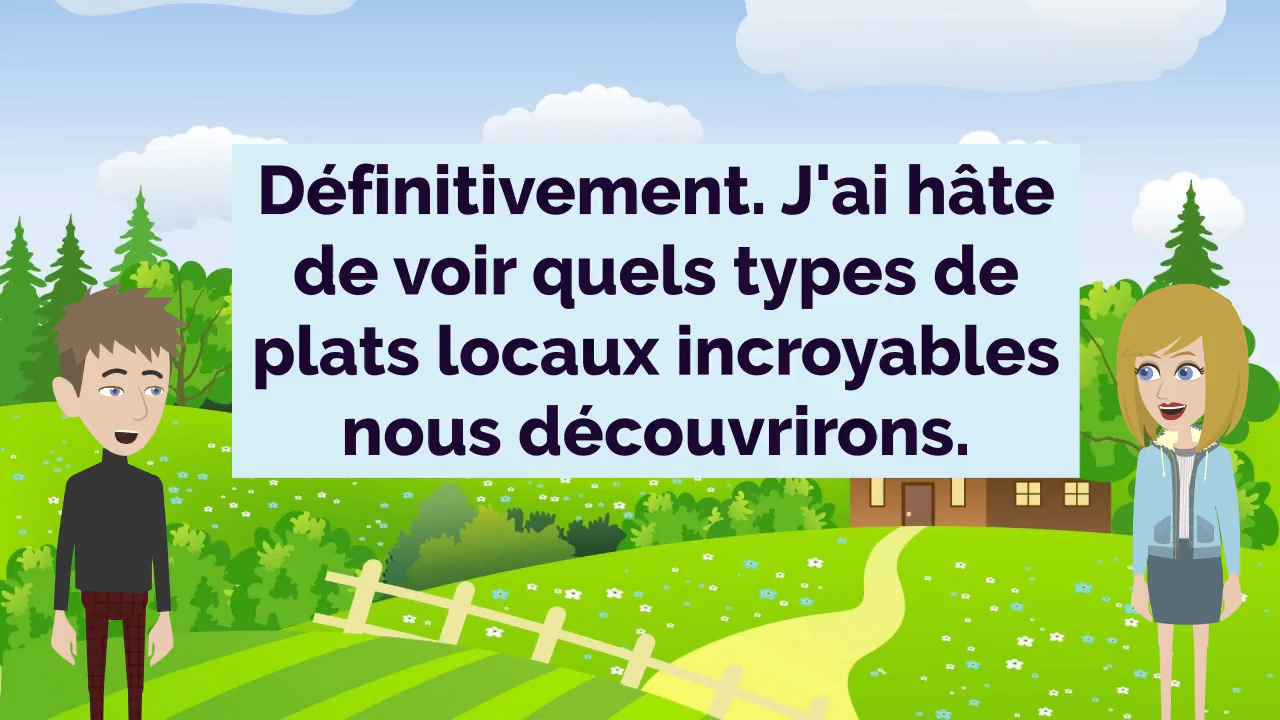 Définitivement. J'ai hâte
de voir quels types de
plats locaux incroyables
nous découvrirons.